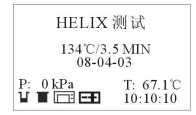 HELIX 测试
134℃/3.5 MIN
08-04-03
P: 0 kPa T: 67.1℃
10:10:10